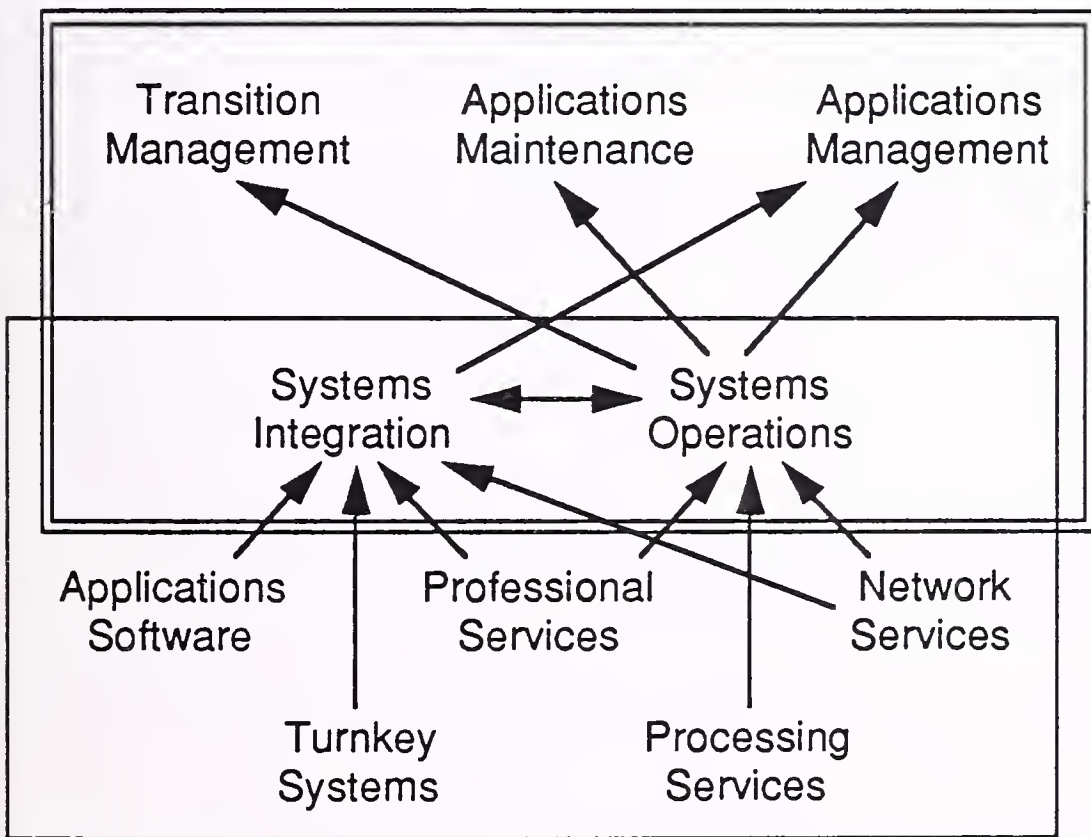 Transition
Management
Applications
Maintenance
Applications
Management
Systems
Integration
Systems
Operations
Applications
Software
Professional
Services
Network
Services
Turnkey
Systems
Processing
Services